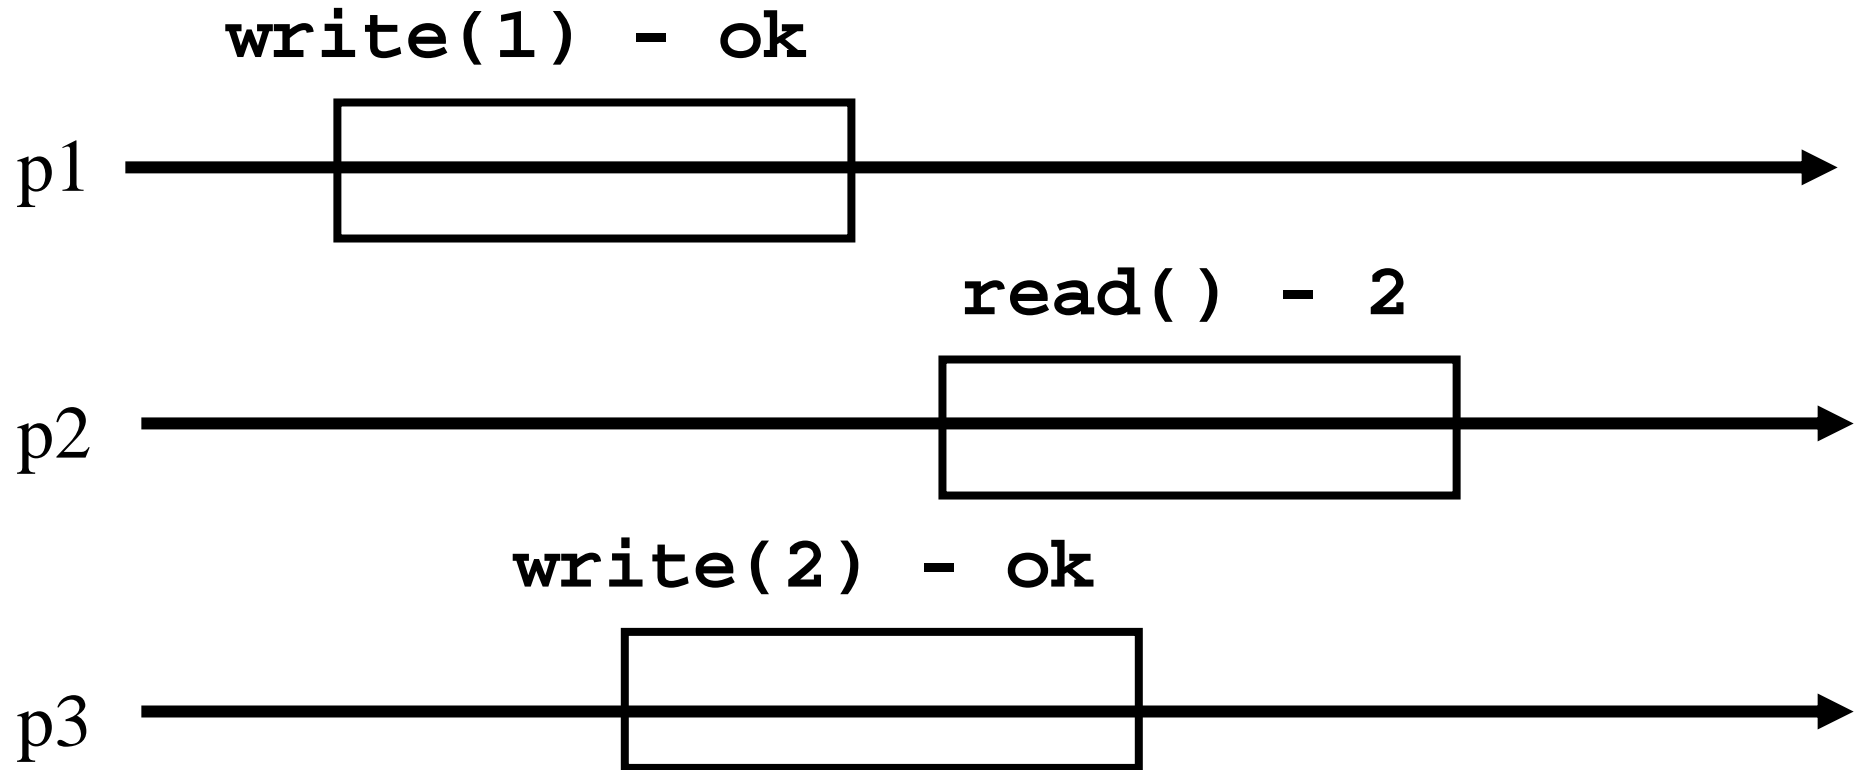 write(1) - ok
p1
read() - 2
p2
write(2) - ok
p3